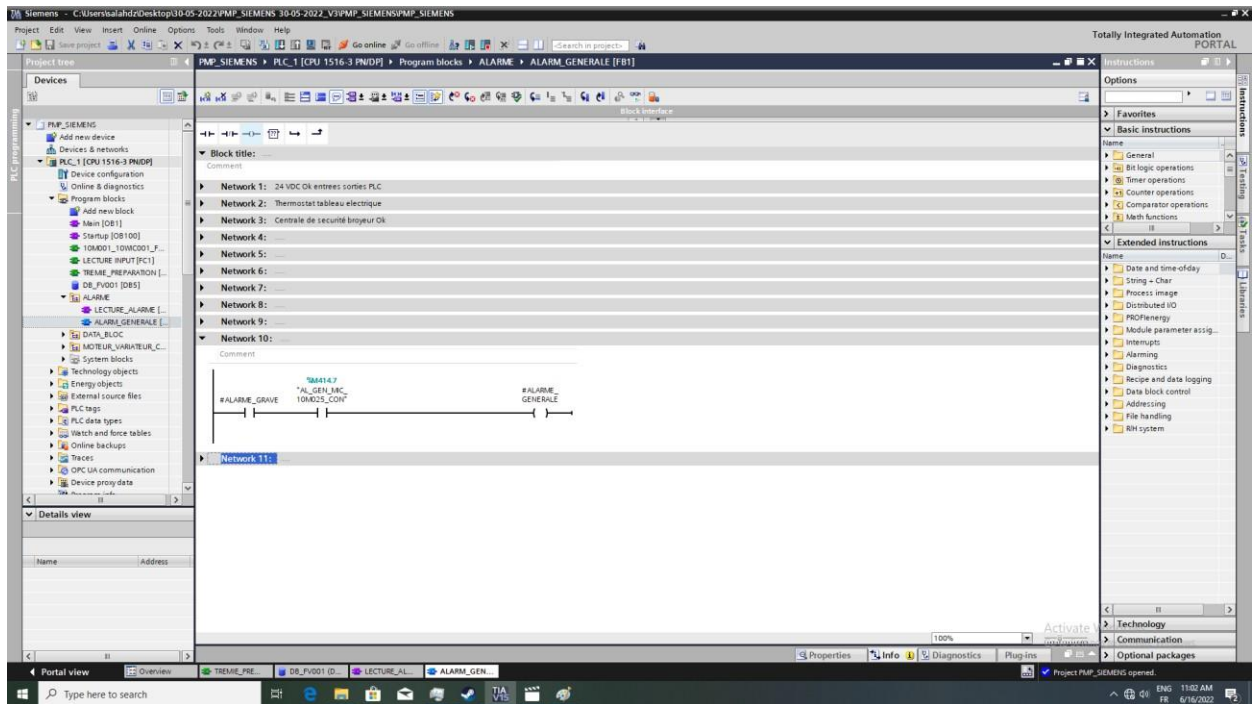 Siemens - C:\Users\salahdz\Desktop\30-05-2022\PMP_SIEMENS 30-05-2022_V3\PMP_SIEMENS\PMP_SIEMENS
Project Edit View Insert Online Options Tools Window Help
Totally Integrated Automation
PORTAL
Save project
Go online
Go offline
<Search in project>
Project tree
PMP_SIEMENS ▸ PLC_1 [CPU 1516-3 PN/DP] ▸ Program blocks ▸ ALARME ▸ ALARM_GENERALE [FB1]
Instructions
Devices
Options
PMP_SIEMENS
Add new device
Devices & networks
PLC_1 [CPU 1516-3 PN/DP]
Device configuration
Online & diagnostics
Program blocks
Add new block
Main [OB1]
Startup [OB100]
10M001_10WIC001_F...
LECTURE INPUT [FC1]
TREMIE_PREPARATION [...
DB_FV001 [DB5]
ALARME
LECTURE_ALARME [...
ALARM_GENERALE [...
DATA_BLOC
MOTEUR_VARIATEUR_C...
System blocks
Technology objects
Energy objects
External source files
PLC tags
PLC data types
Watch and force tables
Online backups
Traces
OPC UA communication
Device proxy data
Details view
Name Address
PLC programming
Block interface
Block title: .....
Comment
Network 1: 24 VDC Ok entrees sorties PLC
Network 2: Thermostat tableau electrique
Network 3: Centrale de securité broyeur Ok
Network 4: .....
Network 5: .....
Network 6: .....
Network 7: .....
Network 8: .....
Network 9: .....
Network 10: .....
Comment
%M414.7
"AL_GEN_MIC_
10M025_CON"
#ALARME_GRAVE
#ALARME_
GENERALE
Network 11: .....
100%
Favorites
Basic instructions
Name
General
Bit logic operations
Timer operations
Counter operations
Comparator operations
Math functions
Extended instructions
Name D...
Date and time-of-day
String + Char
Process image
Distributed I/O
PROFIenergy
Module parameter assig...
Interrupts
Alarming
Diagnostics
Recipe and data logging
Data block control
Addressing
File handling
R/H system
Technology
Communication
Optional packages
Instructions
Testing
Tasks
Libraries
Properties Info Diagnostics Plug-ins
Portal view
Overview
TREMIE_PRE...
DB_FV001 (D...
LECTURE_AL...
ALARM_GEN...
Project PMP_SIEMENS opened.
Type here to search
TIA
V15
ENG 11:02 AM
FR 6/16/2022